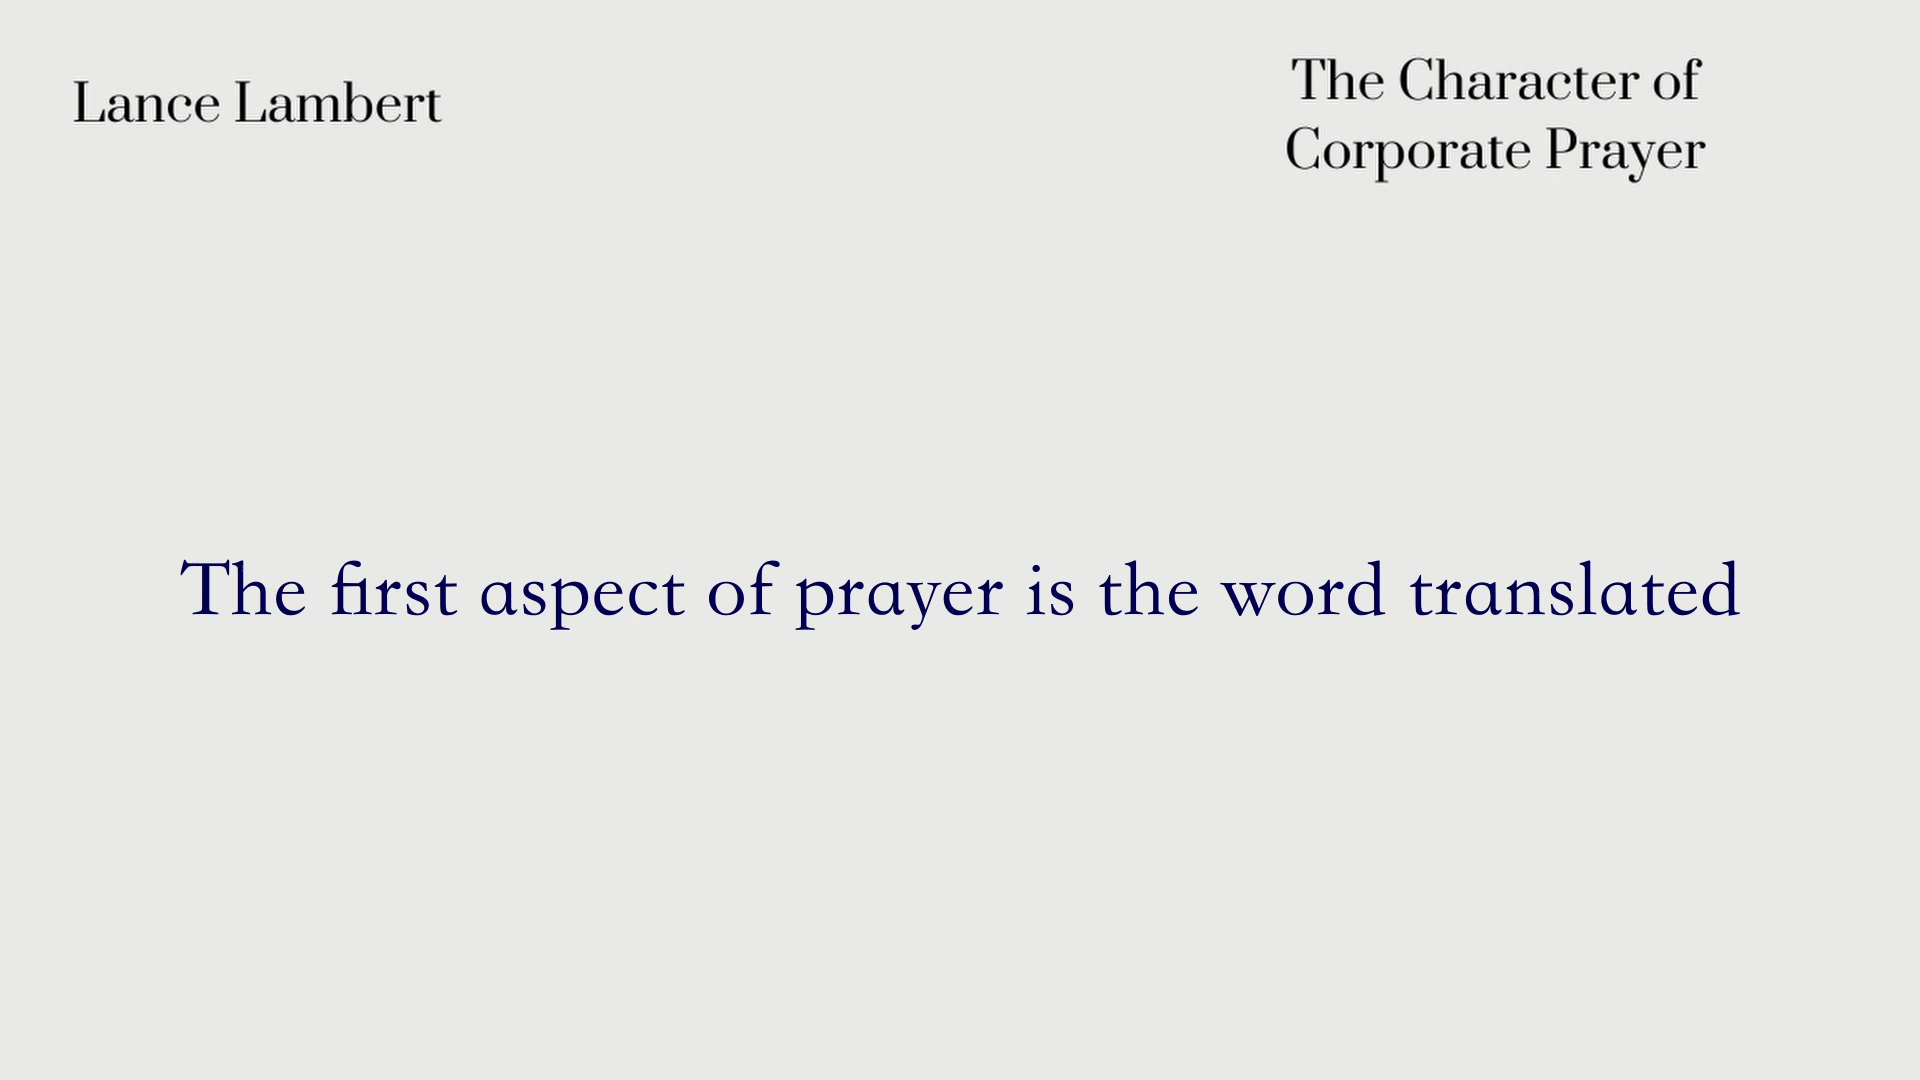 Lance Lambert
The Character of
Corporate Prayer
The first aspect of prayer is the word translated